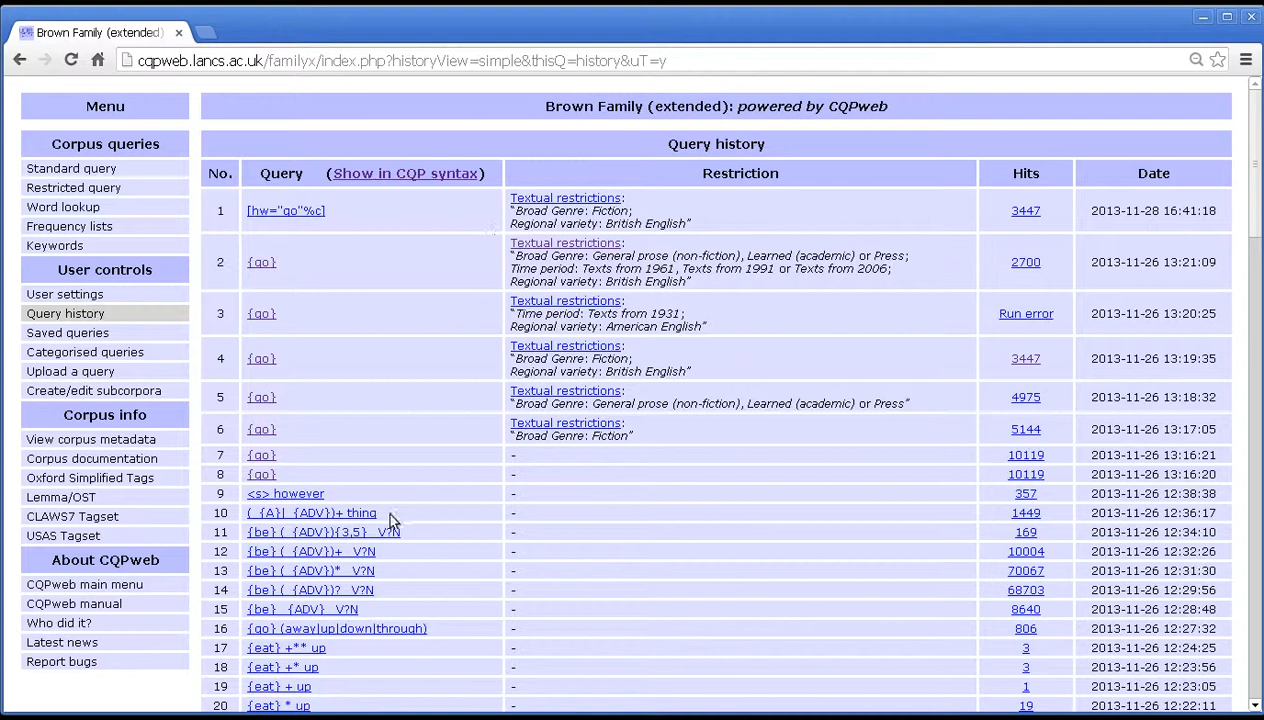 Brown Family (extended)
cqpweb.lancs.ac.uk/familyx/index.php?historyView=simple&thisQ=history&uT=y
Menu
Corpus queries
Standard query
Restricted query
Word lookup
Frequency lists
Keywords
User controls
User settings
Query history
Saved queries
Categorised queries
Upload a query
Create/edit subcorpora
Corpus info
View corpus metadata
Corpus documentation
Oxford Simplified Tags
Lemma/OST
CLAWS7 Tagset
USAS Tagset
About CQPweb
CQPweb main menu
CQPweb manual
Who did it?
Latest news
Report bugs
Brown Family (extended): powered by CQPweb
Query history
No. Query (Show in CQP syntax) Restriction Hits Date
1 [hw="go"%c] Textual restrictions: 3447 2013-11-28 16:41:18
"Broad Genre: Fiction;
Regional variety: British English"
2 {go} Textual restrictions: 2700 2013-11-26 13:21:09
"Broad Genre: General prose (non-fiction), Learned (academic) or Press;
Time period: Texts from 1961, Texts from 1991 or Texts from 2006;
Regional variety: British English"
3 {go} Textual restrictions: Run error 2013-11-26 13:20:25
"Time period: Texts from 1931;
Regional variety: American English"
4 {go} Textual restrictions: 3447 2013-11-26 13:19:35
"Broad Genre: Fiction;
Regional variety: British English"
5 {go} Textual restrictions: 4975 2013-11-26 13:18:32
"Broad Genre: General prose (non-fiction), Learned (academic) or Press"
6 {go} Textual restrictions: 5144 2013-11-26 13:17:05
"Broad Genre: Fiction"
7 {go} - 10119 2013-11-26 13:16:21
8 {go} - 10119 2013-11-26 13:16:20
9 <s> however - 357 2013-11-26 12:38:38
10 (_{A}|_{ADV})+ thing - 1449 2013-11-26 12:36:17
11 {be} (_{ADV}){3,5} _V?N - 169 2013-11-26 12:34:10
12 {be} (_{ADV})+ _V?N - 10004 2013-11-26 12:32:26
13 {be} (_{ADV})* _V?N - 70067 2013-11-26 12:31:30
14 {be} (_{ADV})? _V?N - 68703 2013-11-26 12:29:56
15 {be} _{ADV} _V?N - 8640 2013-11-26 12:28:48
16 {go} (away|up|down|through) - 806 2013-11-26 12:27:32
17 {eat} +** up - 3 2013-11-26 12:24:25
18 {eat} +* up - 3 2013-11-26 12:23:56
19 {eat} + up - 1 2013-11-26 12:23:05
20 {eat} * up - 19 2013-11-26 12:22:11